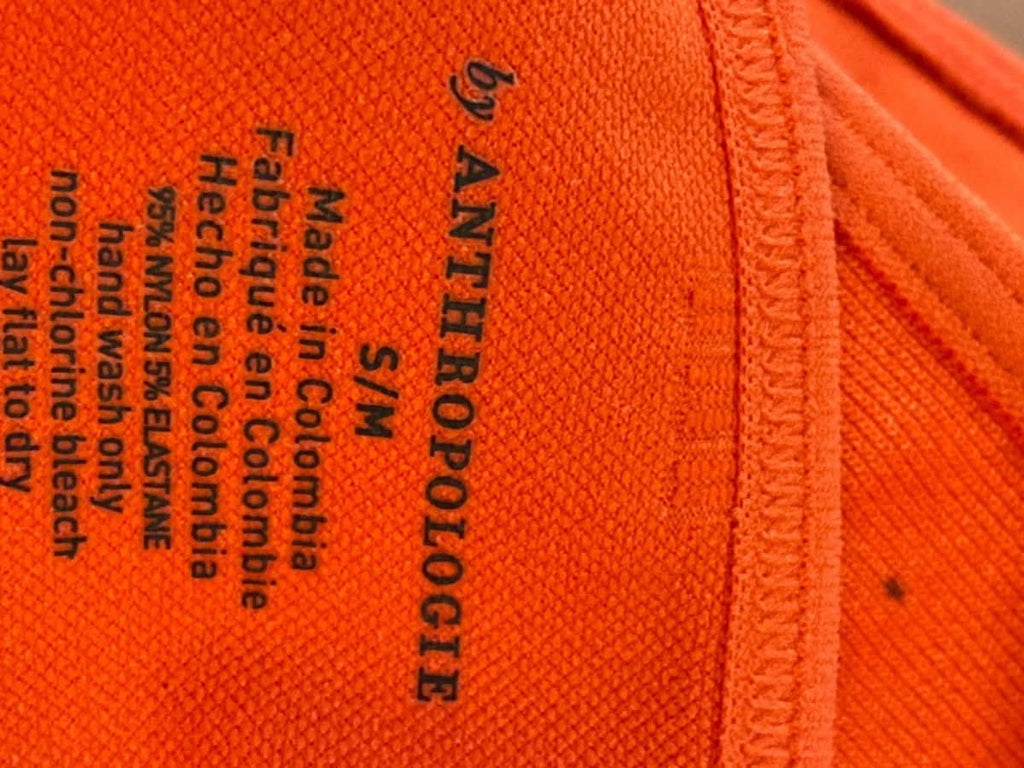 by ANTHROPOLOGIE
S/M
Made in Colombia
Fabriqué en Colombie
Hecho en Colombia
95% NYLON 5% ELASTANE
hand wash only
non-chlorine bleach
lay flat to dry